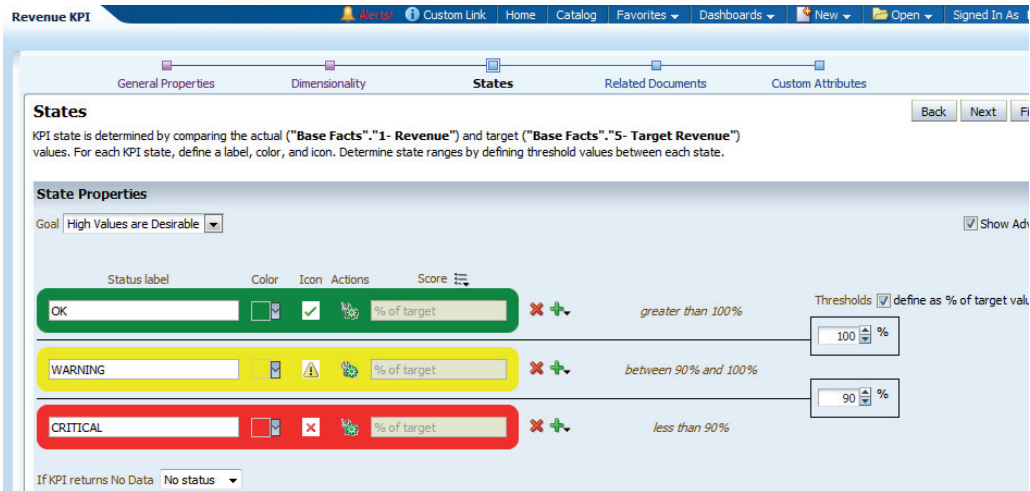 Revenue KPI Alerts! Custom Link Home Catalog Favorites Dashboards New Open Signed In As
General Properties Dimensionality States Related Documents Custom Attributes
States Back Next
KPI state is determined by comparing the actual ("Base Facts"."1- Revenue") and target ("Base Facts"."5- Target Revenue")
values. For each KPI state, define a label, color, and icon. Determine state ranges by defining threshold values between each state.
State Properties
Goal High Values are Desirable Show Adv
Status label Color Icon Actions Score
Thresholds define as % of target valu
OK % of target greater than 100%
100 %
WARNING % of target between 90% and 100%
90 %
CRITICAL % of target less than 90%
If KPI returns No Data No status